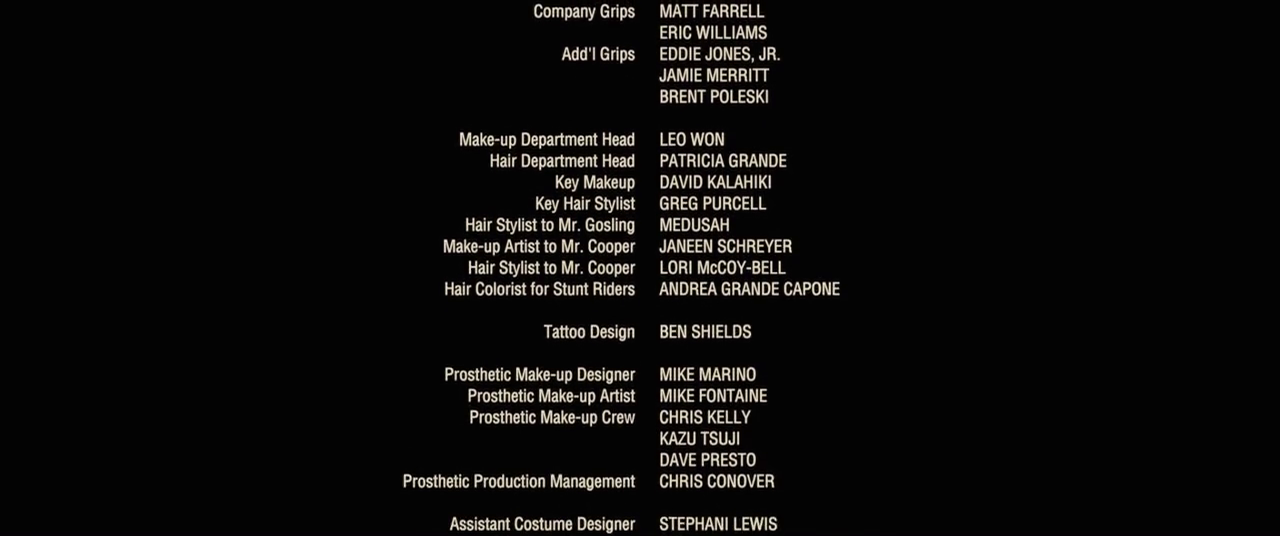 Company Grips MATT FARRELL
ERIC WILLIAMS
Add'l Grips EDDIE JONES, JR.
JAMIE MERRITT
BRENT POLESKI
Make-up Department Head LEO WON
Hair Department Head PATRICIA GRANDE
Key Makeup DAVID KALAHIKI
Key Hair Stylist GREG PURCELL
Hair Stylist to Mr. Gosling MEDUSAH
Make-up Artist to Mr. Cooper JANEEN SCHREYER
Hair Stylist to Mr. Cooper LORI McCOY-BELL
Hair Colorist for Stunt Riders ANDREA GRANDE CAPONE
Tattoo Design BEN SHIELDS
Prosthetic Make-up Designer MIKE MARINO
Prosthetic Make-up Artist MIKE FONTAINE
Prosthetic Make-up Crew CHRIS KELLY
KAZU TSUJI
DAVE PRESTO
Prosthetic Production Management CHRIS CONOVER
Assistant Costume Designer STEPHANI LEWIS